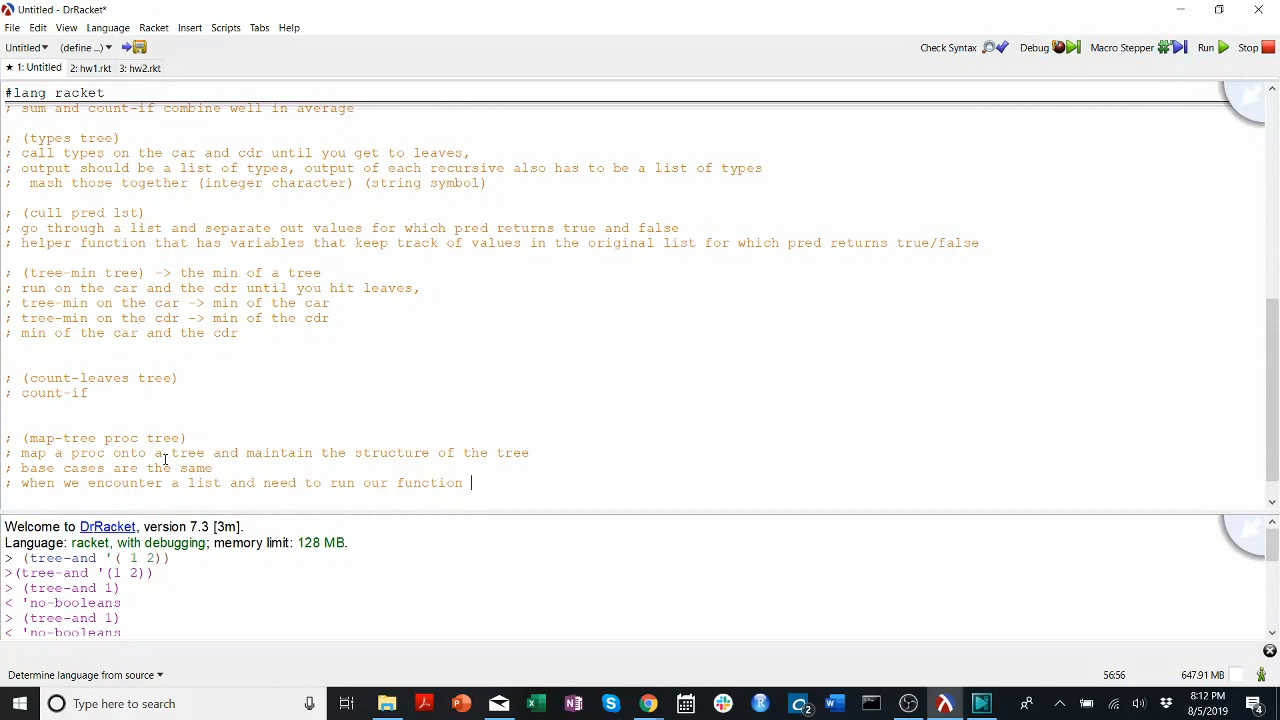 Untitled - DrRacket*
File Edit View Language Racket Insert Scripts Tabs Help
Untitled▾ (define ...)▾ Check Syntax Debug Macro Stepper Run Stop
★ 1: Untitled 2: hw1.rkt 3: hw2.rkt
#lang racket
; sum and count-if combine well in average
; (types tree)
; call types on the car and cdr until you get to leaves,
; output should be a list of types, output of each recursive also has to be a list of types
;  mash those together (integer character) (string symbol)
; (cull pred lst)
; go through a list and separate out values for which pred returns true and false
; helper function that has variables that keep track of values in the original list for which pred returns true/false
; (tree-min tree) -> the min of a tree
; run on the car and the cdr until you hit leaves,
; tree-min on the car -> min of the car
; tree-min on the cdr -> min of the cdr
; min of the car and the cdr
; (count-leaves tree)
; count-if
; (map-tree proc tree)
; map a proc onto a tree and maintain the structure of the tree
; base cases are the same
; when we encounter a list and need to run our function
Welcome to DrRacket, version 7.3 [3m].
Language: racket, with debugging; memory limit: 128 MB.
> (tree-and '( 1 2))
>(tree-and '(1 2))
> (tree-and 1)
< 'no-booleans
> (tree-and 1)
< 'no-booleans
Determine language from source▾ 56:56 647.91 MB
Type here to search
8:12 PM
8/5/2019